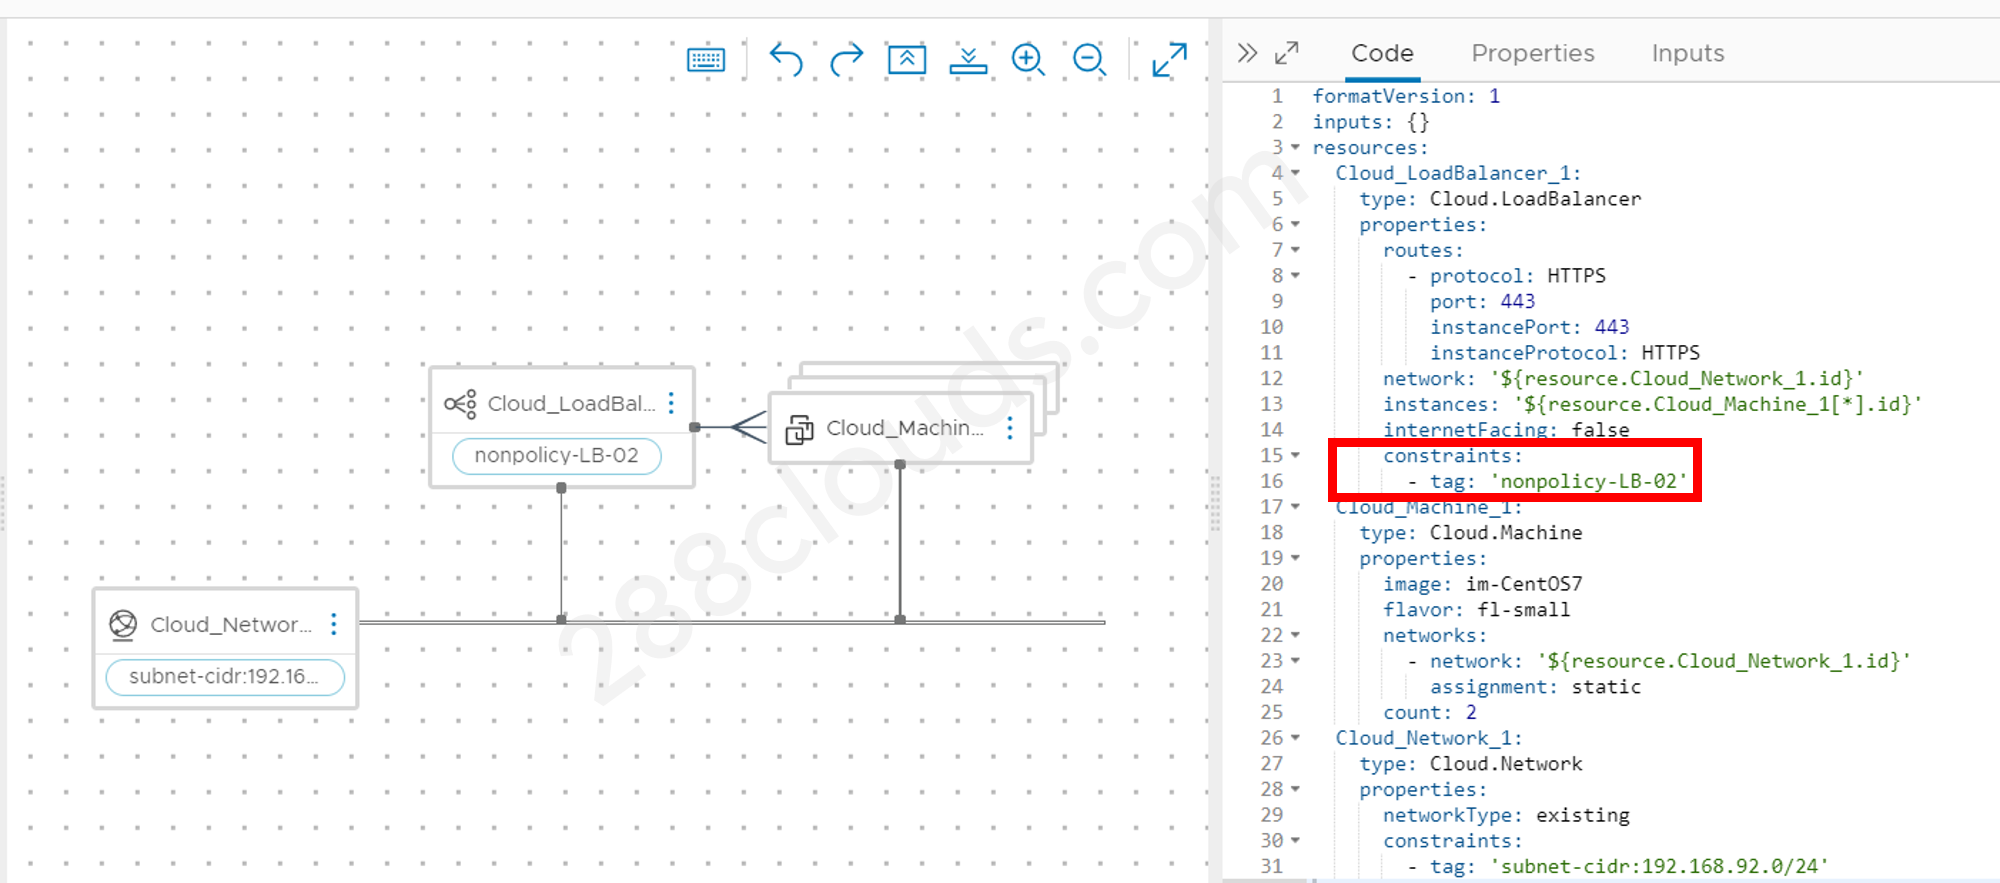 Code Properties Inputs
1 formatVersion: 1
2 inputs: {}
3 resources:
4 Cloud_LoadBalancer_1:
5 type: Cloud.LoadBalancer
6 properties:
7 routes:
8 - protocol: HTTPS
9 port: 443
10 instancePort: 443
11 instanceProtocol: HTTPS
12 network: '${resource.Cloud_Network_1.id}'
13 instances: '${resource.Cloud_Machine_1[*].id}'
14 internetFacing: false
15 constraints:
16 - tag: 'nonpolicy-LB-02'
17 Cloud_Machine_1:
18 type: Cloud.Machine
19 properties:
20 image: im-CentOS7
21 flavor: fl-small
22 networks:
23 - network: '${resource.Cloud_Network_1.id}'
24 assignment: static
25 count: 2
26 Cloud_Network_1:
27 type: Cloud.Network
28 properties:
29 networkType: existing
30 constraints:
31 - tag: 'subnet-cidr:192.168.92.0/24'
Cloud_LoadBal...
nonpolicy-LB-02
Cloud_Machin...
Cloud_Networ...
subnet-cidr:192.16...
288clouds.com